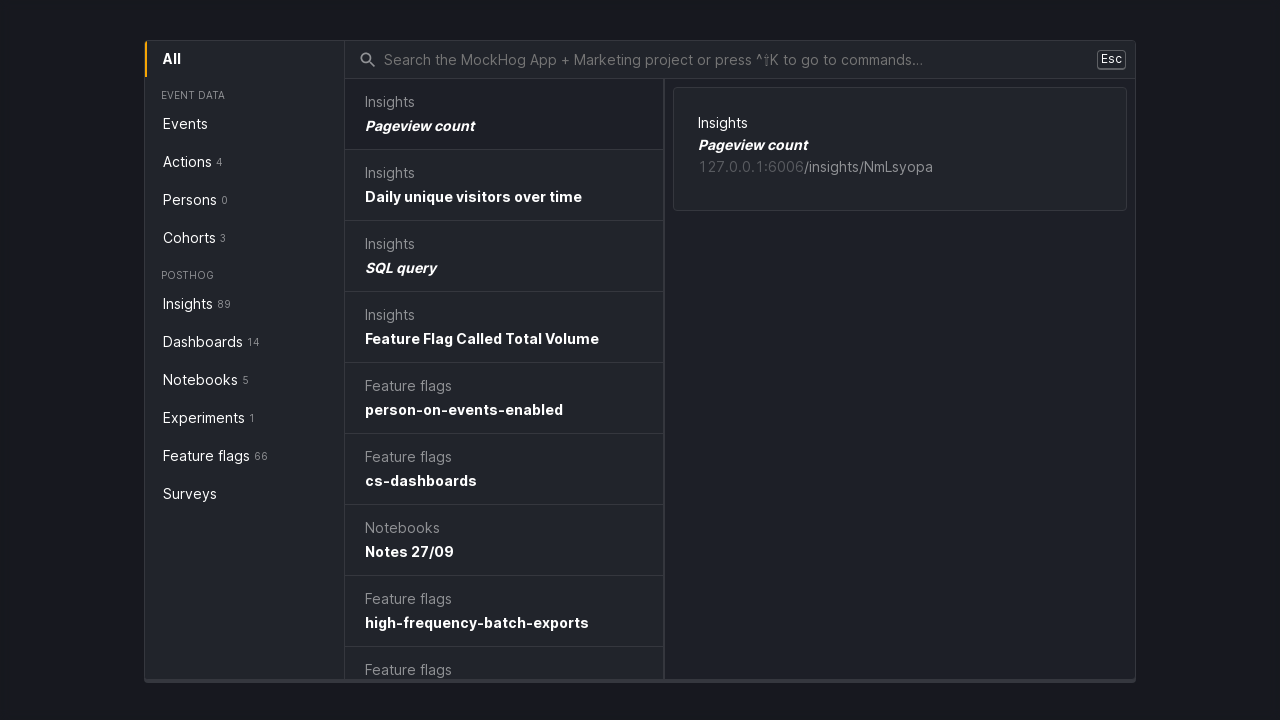 All
EVENT DATA
Events
Actions 4
Persons 0
Cohorts 3
POSTHOG
Insights 89
Dashboards 14
Notebooks 5
Experiments 1
Feature flags 66
Surveys
Search the MockHog App + Marketing project or press ^⇧K to go to commands…
Esc
Insights
Pageview count
Insights
Daily unique visitors over time
Insights
SQL query
Insights
Feature Flag Called Total Volume
Feature flags
person-on-events-enabled
Feature flags
cs-dashboards
Notebooks
Notes 27/09
Feature flags
high-frequency-batch-exports
Feature flags
Insights
Pageview count
127.0.0.1:6006/insights/NmLsyopa